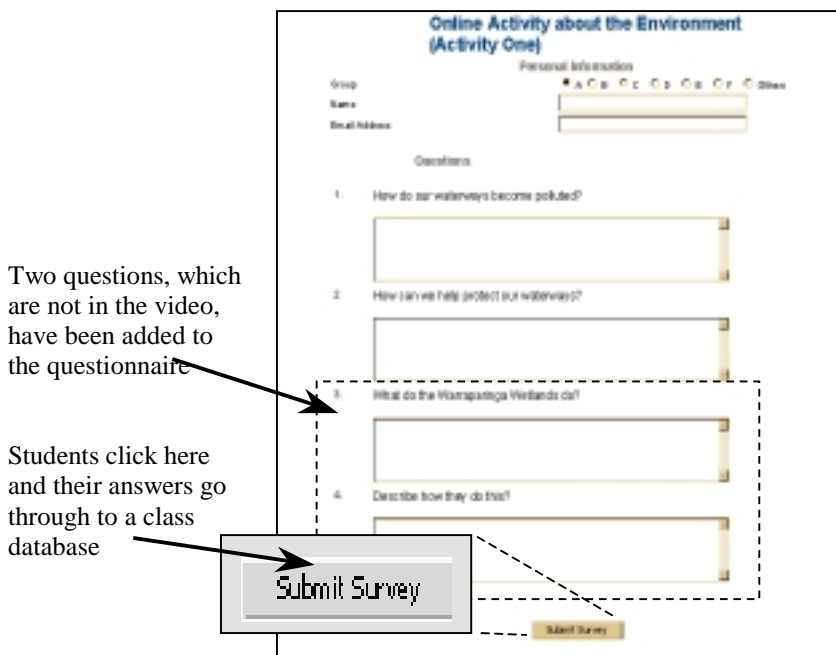 Online Activity about the Environment
(Activity One)
Personal Information
Group
A B C D E F Others
Name
Email Address
Questions
1. How do our waterways become polluted?
2 How can we help protect our waterways?
Two questions, which
are not in the video,
have been added to
the questionnaire
3. What do the Warraparinga Wetlands do?
Students click here
and their answers go
through to a class
database
4. Describe how they do this?
Submit Survey
Submit Survey